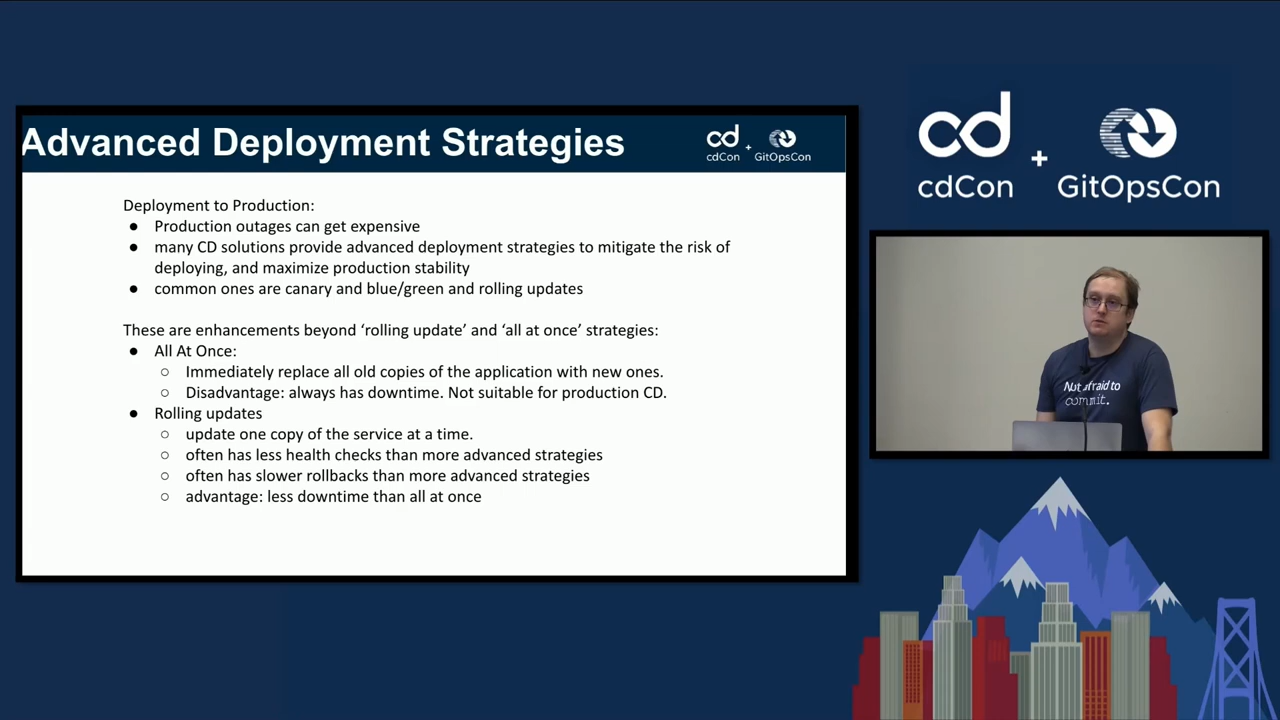 Advanced Deployment Strategies
cd
cdCon
+
GitOpsCon
Deployment to Production:
● Production outages can get expensive
● many CD solutions provide advanced deployment strategies to mitigate the risk of
deploying, and maximize production stability
● common ones are canary and blue/green and rolling updates
These are enhancements beyond ‘rolling update’ and ‘all at once’ strategies:
● All At Once:
○ Immediately replace all old copies of the application with new ones.
○ Disadvantage: always has downtime. Not suitable for production CD.
● Rolling updates
○ update one copy of the service at a time.
○ often has less health checks than more advanced strategies
○ often has slower rollbacks than more advanced strategies
○ advantage: less downtime than all at once
cd
cdCon
+
GitOpsCon
Not afraid to
commit.